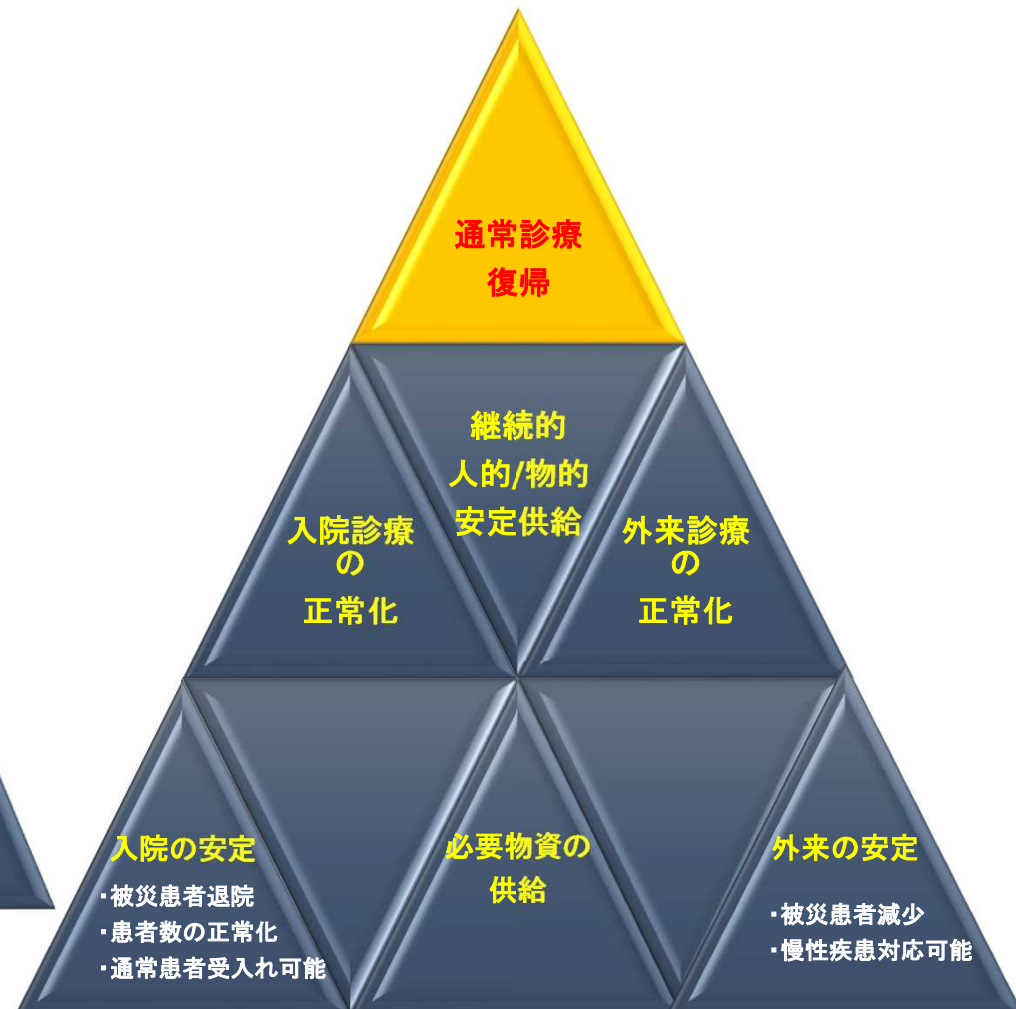 通常診療
復帰
継続的
人的/物的
安定供給
入院診療
の
正常化
外来診療
の
正常化
入院の安定
・被災患者退院
・患者数の正常化
・通常患者受入れ可能
必要物資の
供給
外来の安定
・被災患者減少
・慢性疾患対応可能